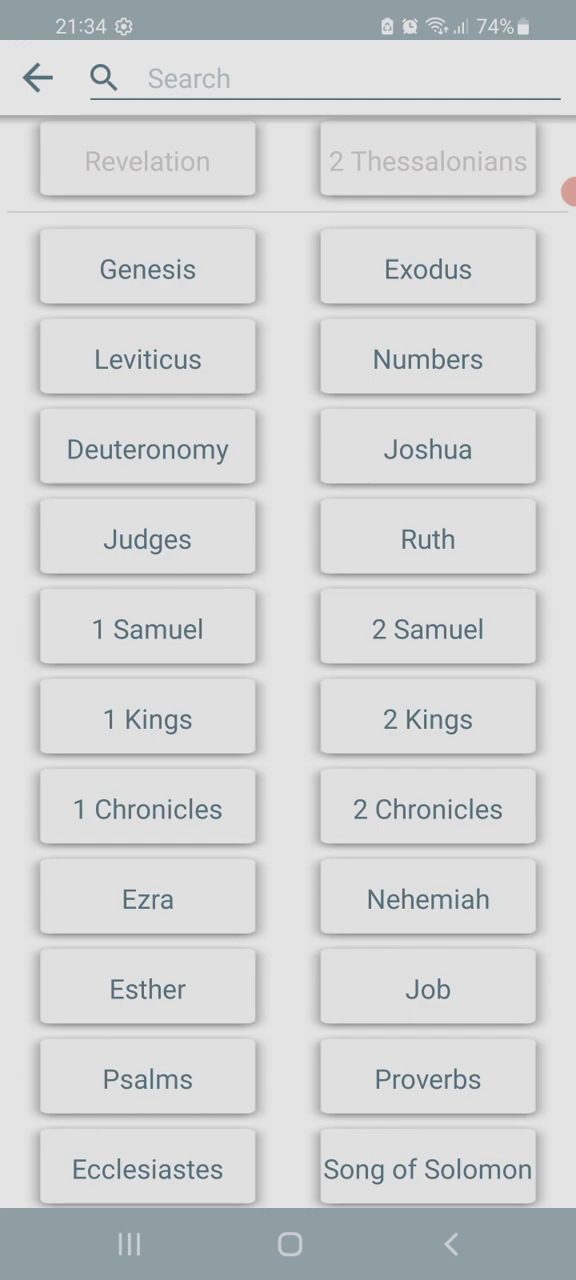 21:34 74%
Search
Revelation 2 Thessalonians
Genesis Exodus
Leviticus Numbers
Deuteronomy Joshua
Judges Ruth
1 Samuel 2 Samuel
1 Kings 2 Kings
1 Chronicles 2 Chronicles
Ezra Nehemiah
Esther Job
Psalms Proverbs
Ecclesiastes Song of Solomon